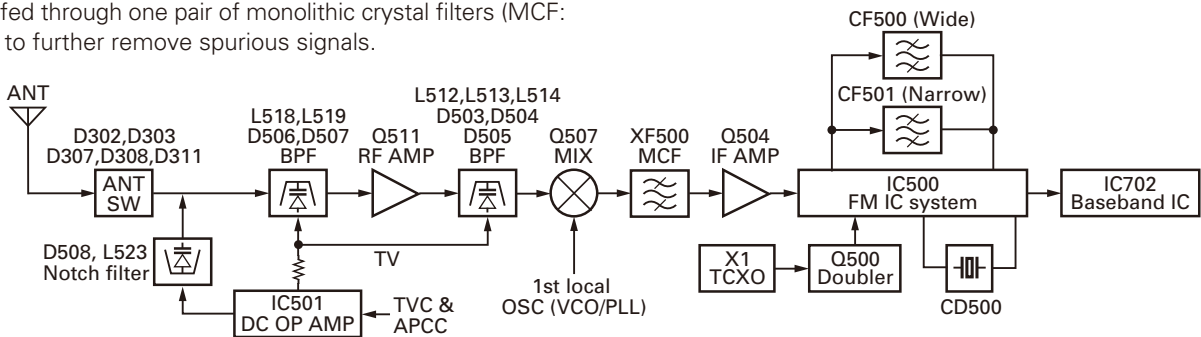 fed through one pair of monolithic crystal filters (MCF:
to further remove spurious signals.
CF500 (Wide)
CF501 (Narrow)
ANT
D302,D303
D307,D308,D311
ANT
SW
L518,L519
D506,D507
BPF
Q511
RF AMP
L512,L513,L514
D503,D504
D505
BPF
Q507
MIX
XF500
MCF
Q504
IF AMP
IC500
FM IC system
IC702
Baseband IC
D508, L523
Notch filter
TV
IC501
DC OP AMP
TVC &
APCC
1st local
OSC (VCO/PLL)
X1
TCXO
Q500
Doubler
CD500